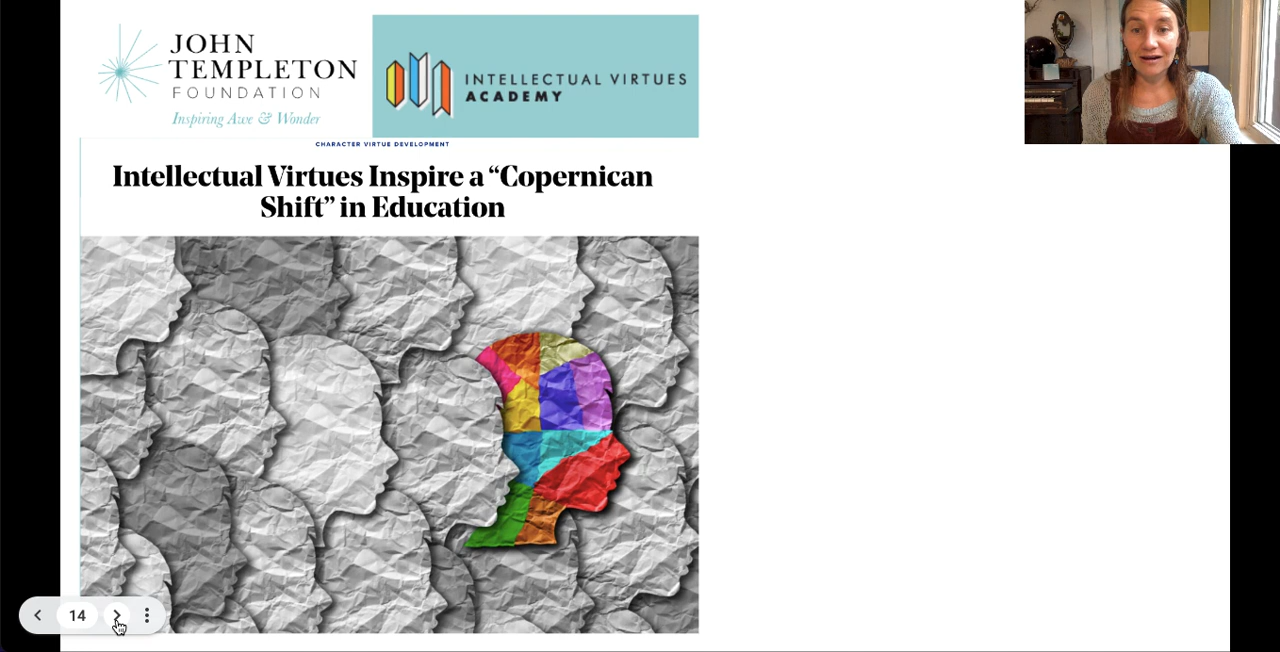 JOHN
TEMPLETON
FOUNDATION
Inspiring Awe & Wonder
INTELLECTUAL VIRTUES
ACADEMY
CHARACTER VIRTUE DEVELOPMENT
Intellectual Virtues Inspire a “Copernican
Shift” in Education
14